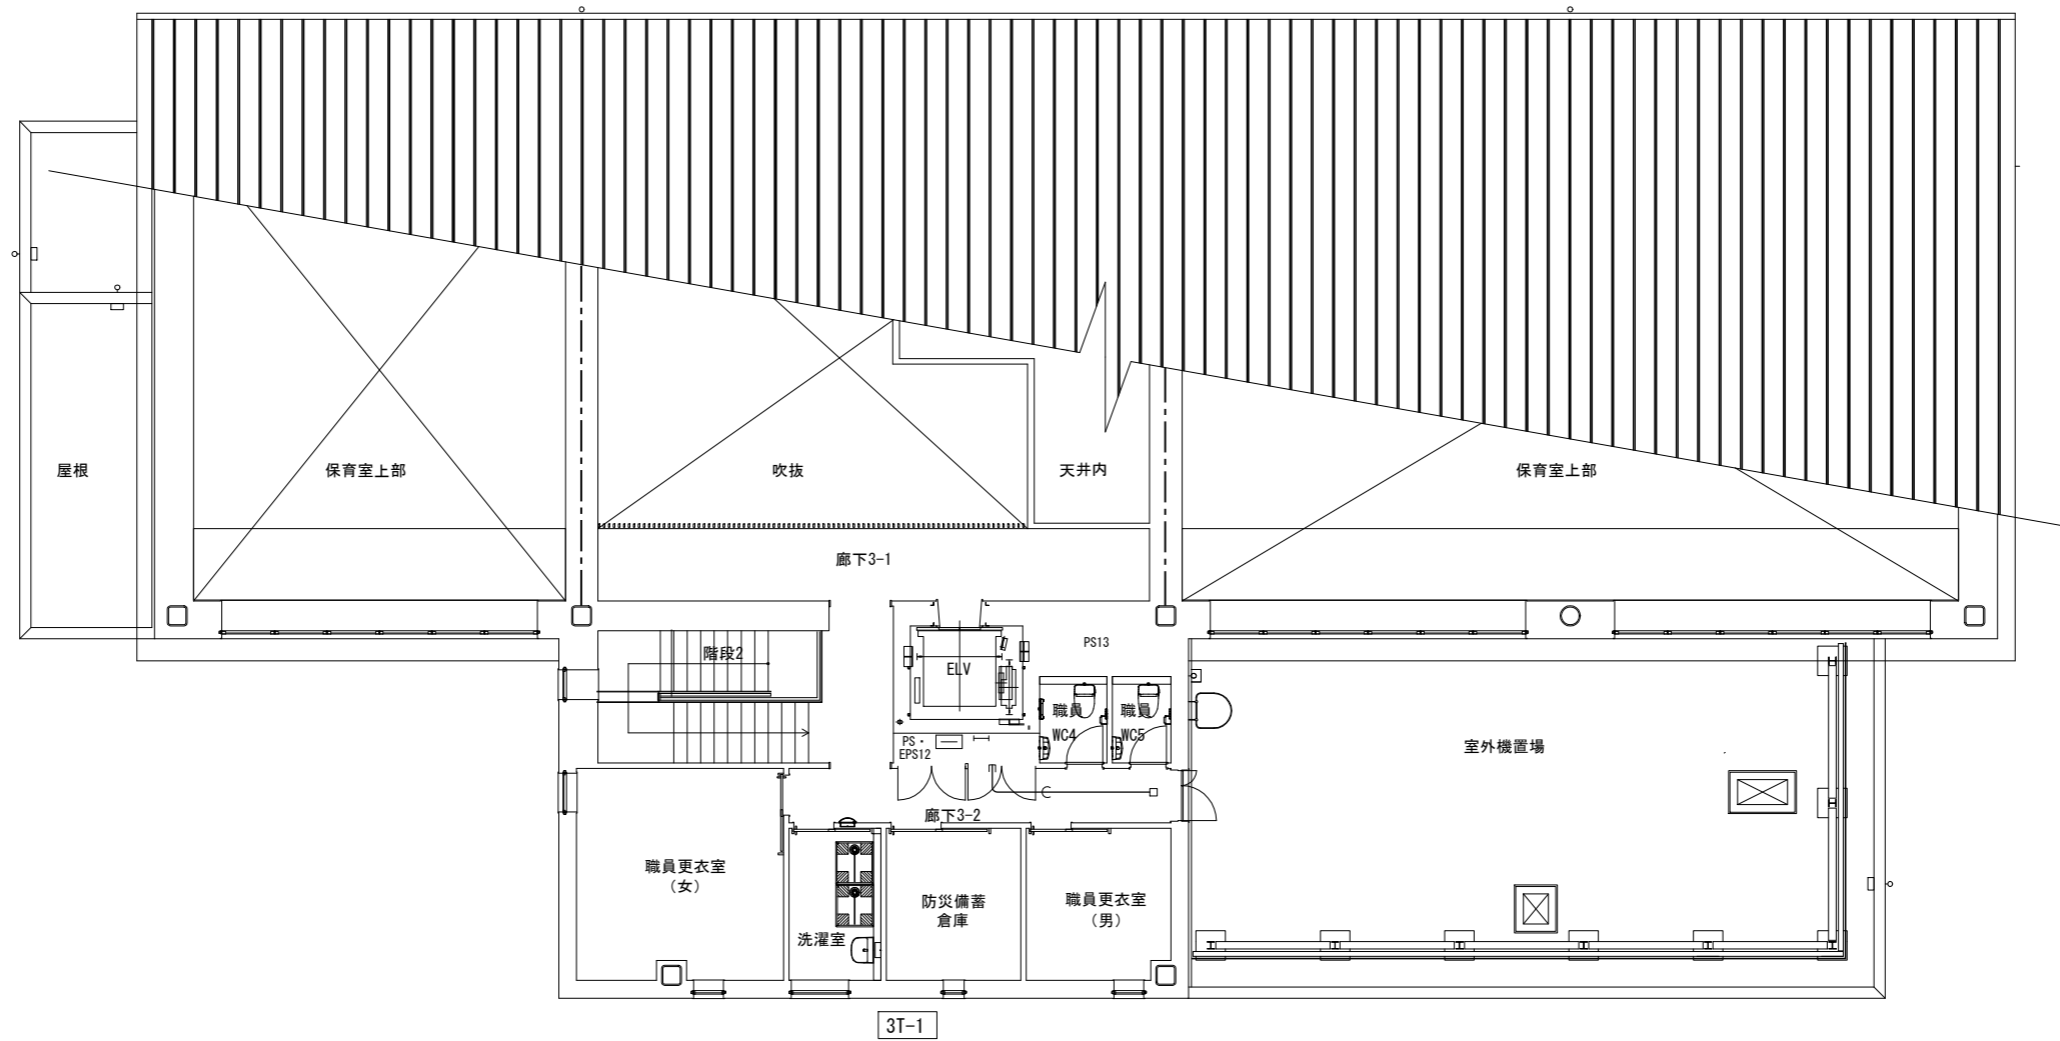 屋根
保育室上部
吹抜
天井内
保育室上部
廊下3-1
階段2
ELV
PS13
職員
WC4
職員
WC5
PS・
EPS12
室外機置場
廊下3-2
職員更衣室
(女)
洗濯室
防災備蓄
倉庫
職員更衣室
(男)
3T-1